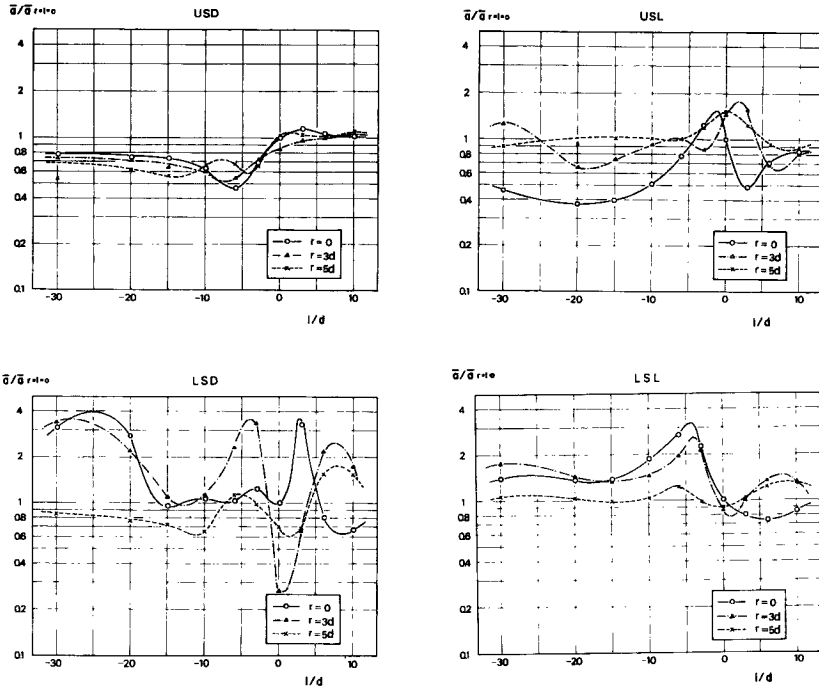 ā/ā r=l=o USD
4
2
1
0.8
0.6
0.4
0.2
0.1
r = 0
r = 3d
r = 5d
-30 -20 -10 0 10
l/d
ā/ā r=l=o USL
4
2
1
0.8
0.6
0.4
0.2
0.1
r = 0
r = 3d
r = 5d
-30 -20 -10 0 10
l/d
ā/ā r=l=o LSD
4
2
1
0.8
0.6
0.4
0.2
0.1
r = 0
r = 3d
r = 5d
-30 -20 -10 0 10
l/d
ā/ā r=l=o LSL
4
2
1
0.8
0.6
0.4
0.2
0.1
r = 0
r = 3d
r = 5d
-30 -20 -10 0 10
l/d